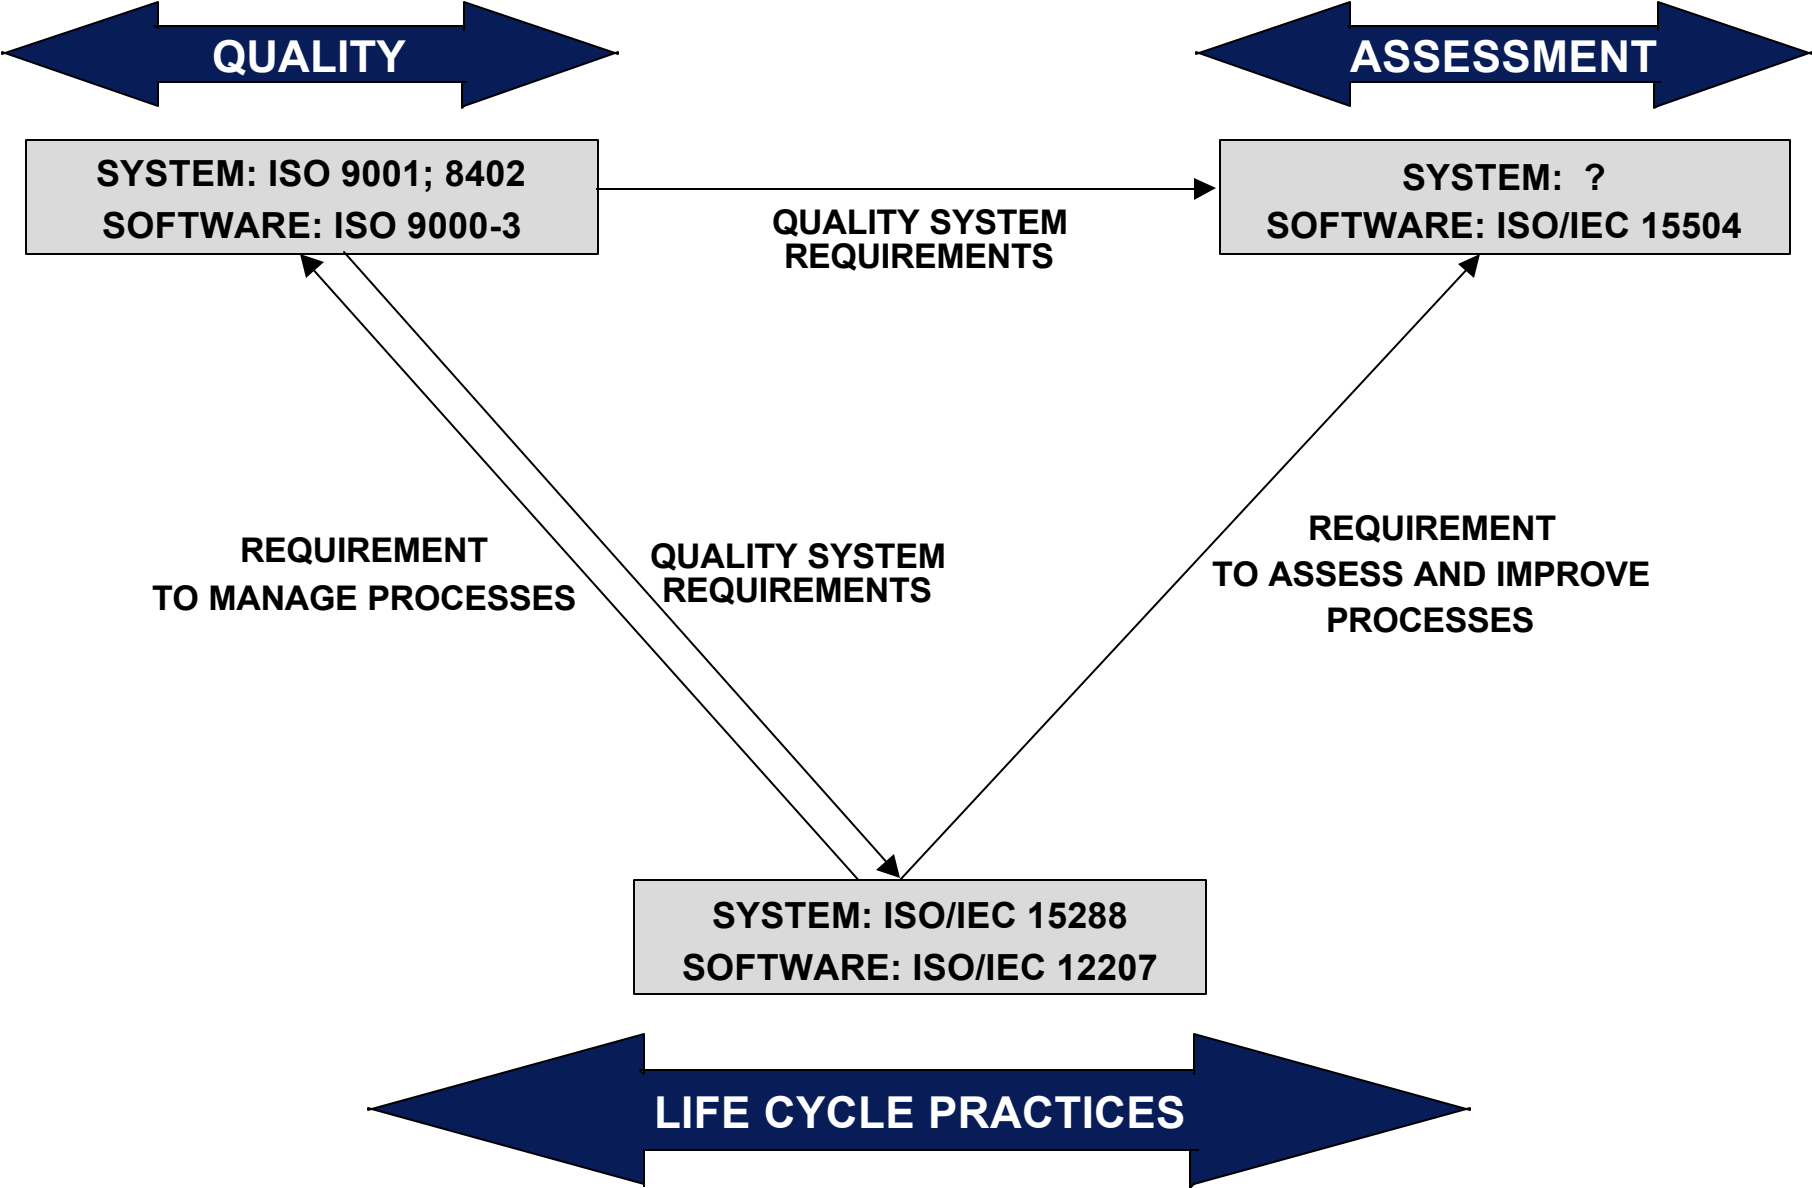 QUALITY
ASSESSMENT
SYSTEM: ISO 9001; 8402
SOFTWARE: ISO 9000-3
SYSTEM: ?
SOFTWARE: ISO/IEC 15504
QUALITY SYSTEM
REQUIREMENTS
REQUIREMENT
TO MANAGE PROCESSES
QUALITY SYSTEM
REQUIREMENTS
REQUIREMENT
TO ASSESS AND IMPROVE
PROCESSES
SYSTEM: ISO/IEC 15288
SOFTWARE: ISO/IEC 12207
LIFE CYCLE PRACTICES